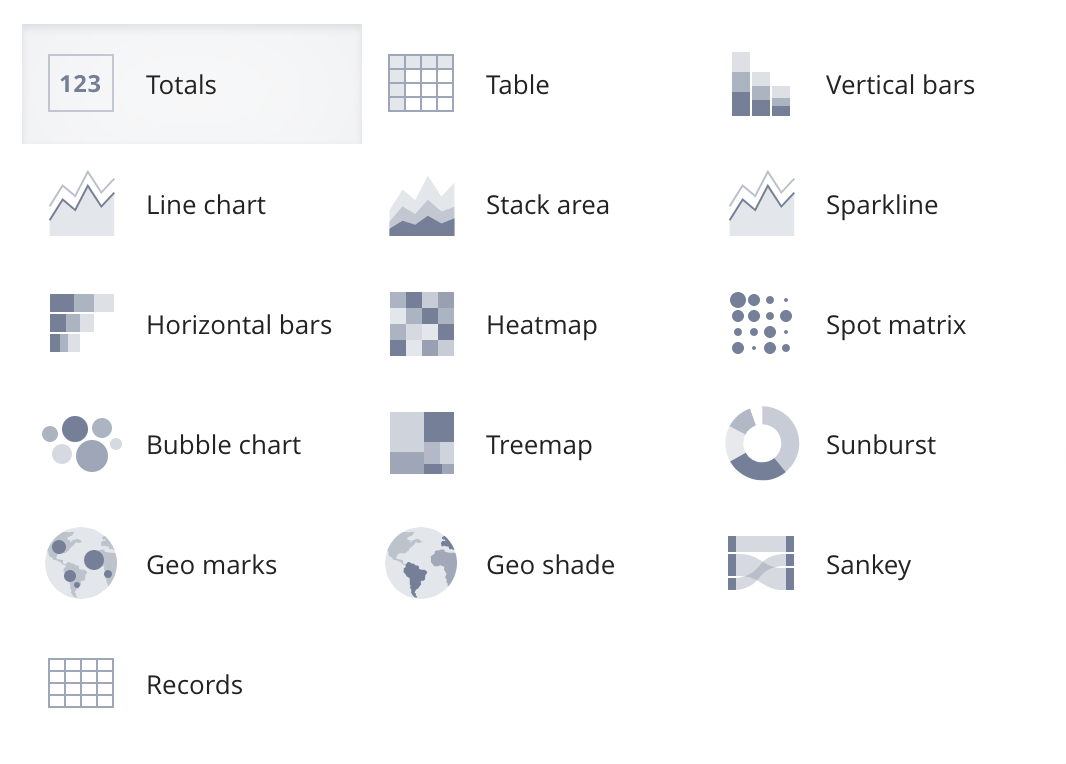 123 Totals
Table
Vertical bars
Line chart
Stack area
Sparkline
Horizontal bars
Heatmap
Spot matrix
Bubble chart
Treemap
Sunburst
Geo marks
Geo shade
Sankey
Records